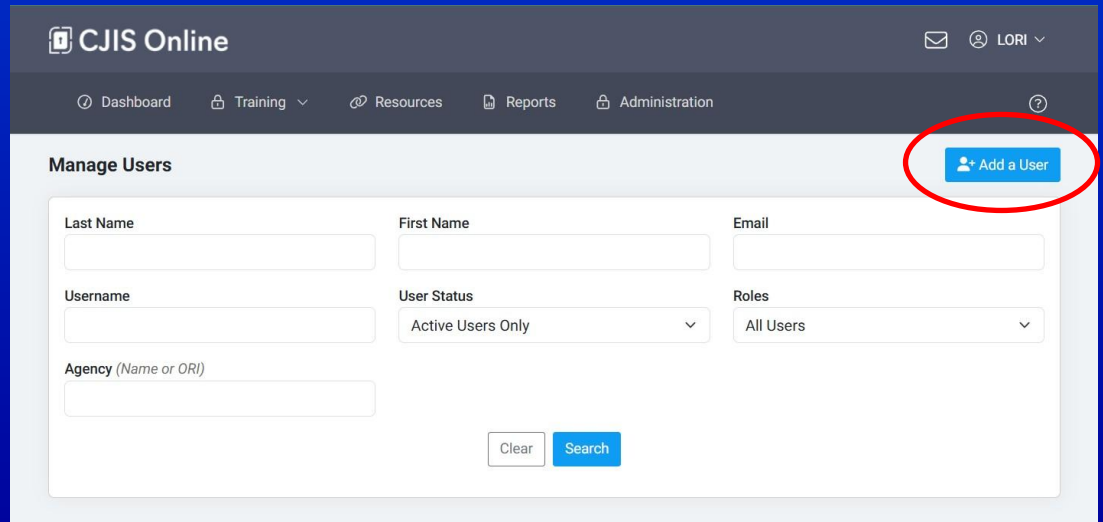 CJIS Online
LORI
Dashboard Training Resources Reports Administration ?
Manage Users
Add a User
Last Name First Name Email
Username User Status Roles
Active Users Only All Users
Agency (Name or ORI)
Clear Search